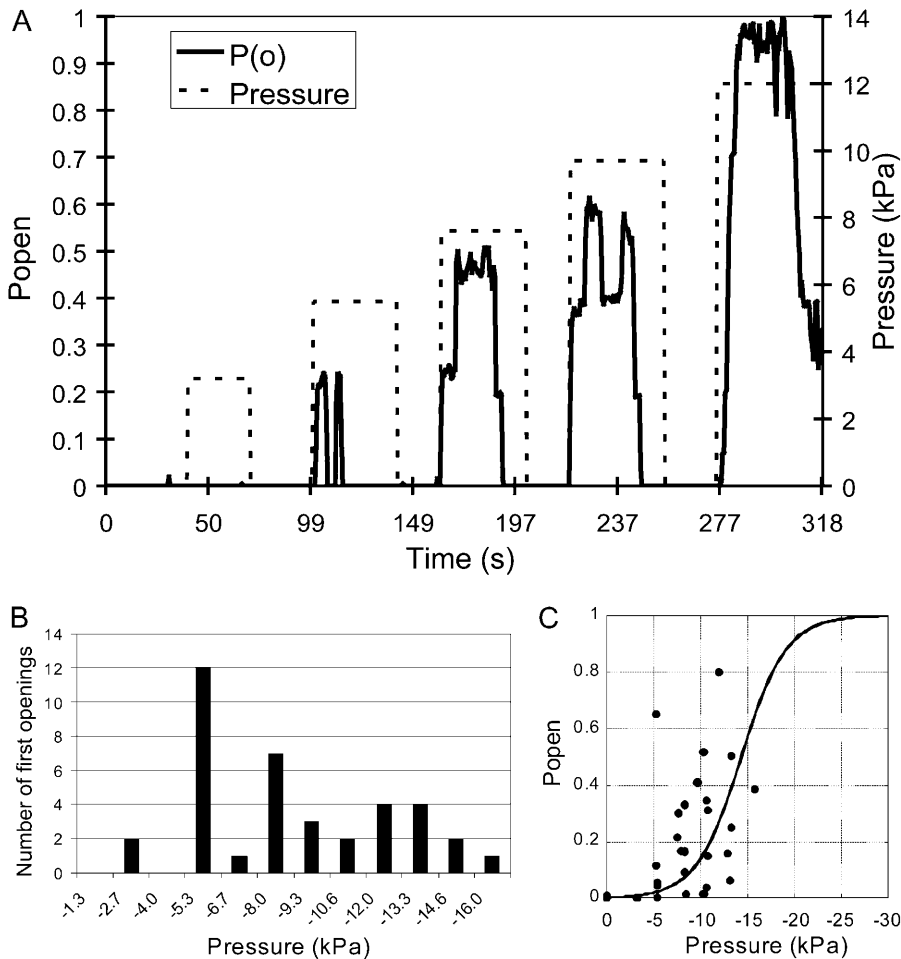 A
P(o)
Pressure
1
0.9
0.8
0.7
0.6
0.5
0.4
0.3
0.2
0.1
0
Popen
14
12
10
8
6
4
2
0
Pressure (kPa)
0 50 99 149 197 237 277 318
Time (s)
B
14
12
10
8
6
4
2
0
Number of first openings
-1.3 -2.7 -4.0 -5.3 -6.7 -8.0 -9.3 -10.6 -12.0 -13.3 -14.6 -16.0
Pressure (kPa)
C
1
0.8
0.6
0.4
0.2
0
Popen
0 -5 -10 -15 -20 -25 -30
Pressure (kPa)